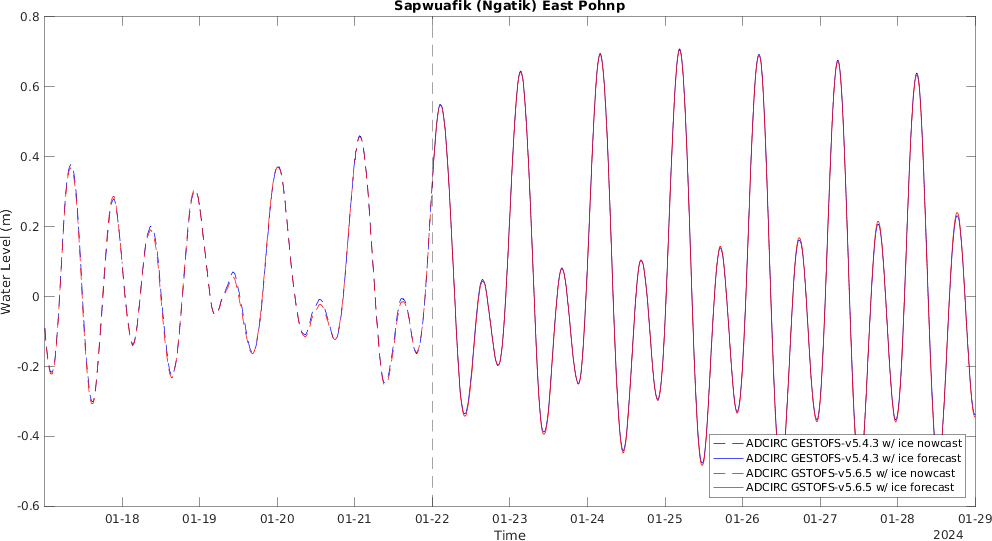 Sapwuafik (Ngatik) East Pohnp
0.8
0.6
0.4
0.2
0
-0.2
-0.4
-0.6
Water Level (m)
ADCIRC GESTOFS-v5.4.3 w/ ice nowcast
ADCIRC GESTOFS-v5.4.3 w/ ice forecast
ADCIRC GSTOFS-v5.6.5 w/ ice nowcast
ADCIRC GSTOFS-v5.6.5 w/ ice forecast
01-18 01-19 01-20 01-21 01-22 01-23 01-24 01-25 01-26 01-27 01-28 01-29
Time
2024